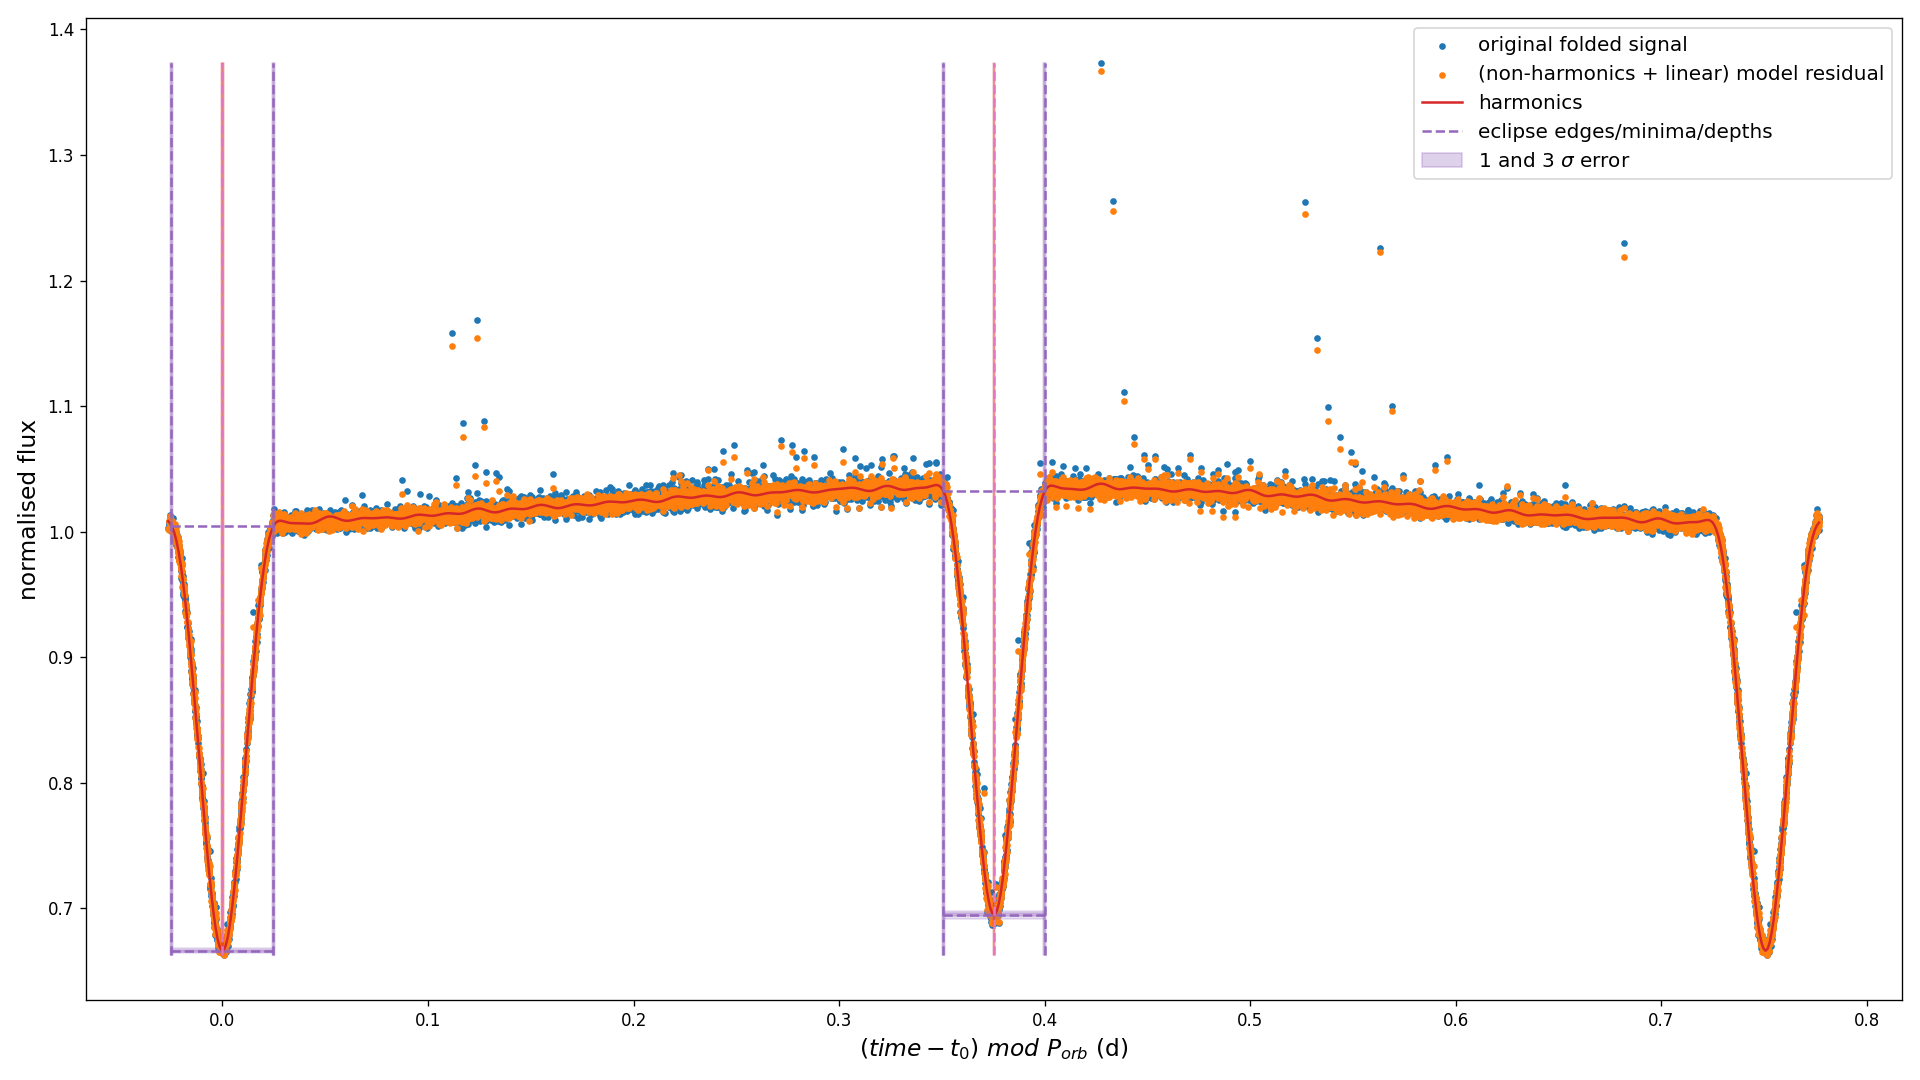 original folded signal
(non-harmonics + linear) model residual
harmonics
eclipse edges/minima/depths
1 and 3 σ error
normalised flux
1.4
1.3
1.2
1.1
1.0
0.9
0.8
0.7
0.0 0.1 0.2 0.3 0.4 0.5 0.6 0.7 0.8
(time − t₀) mod P_orb (d)